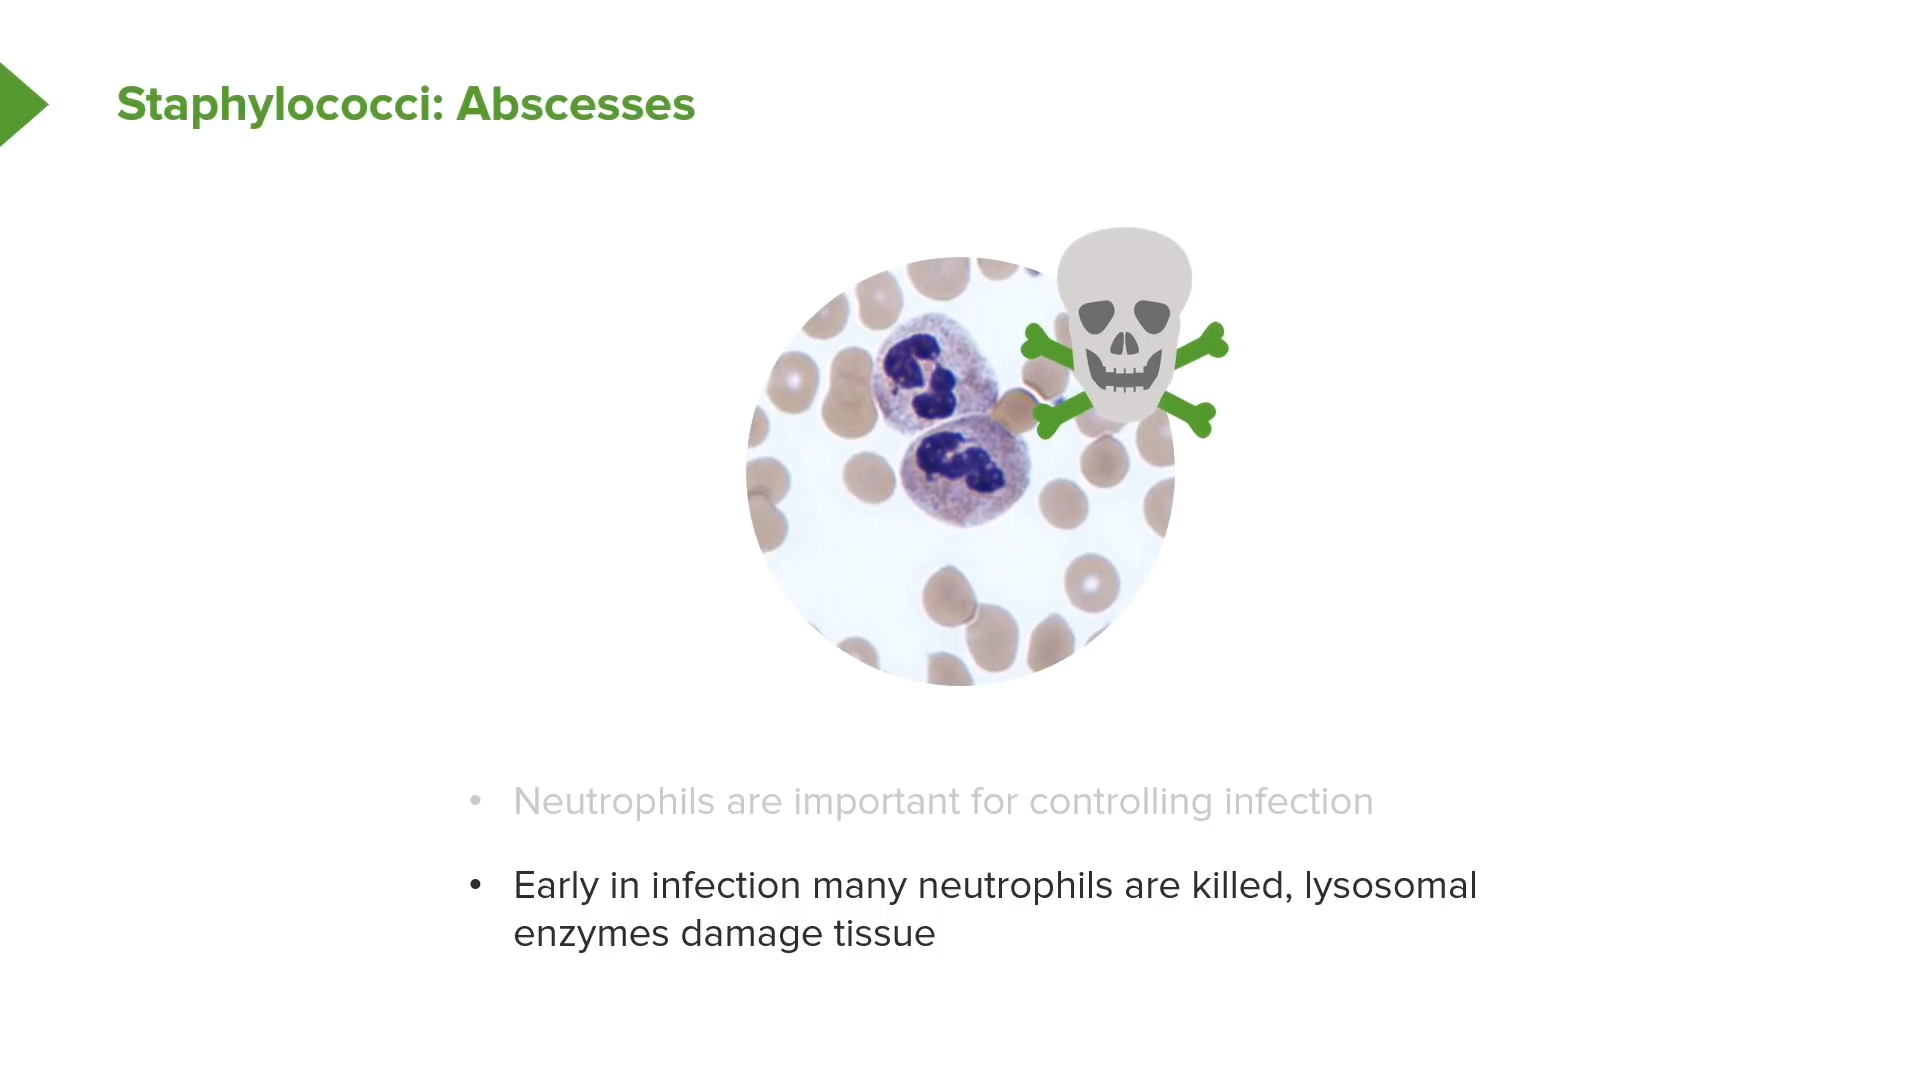 Staphylococci: Abscesses
• Neutrophils are important for controlling infection
• Early in infection many neutrophils are killed, lysosomal
enzymes damage tissue